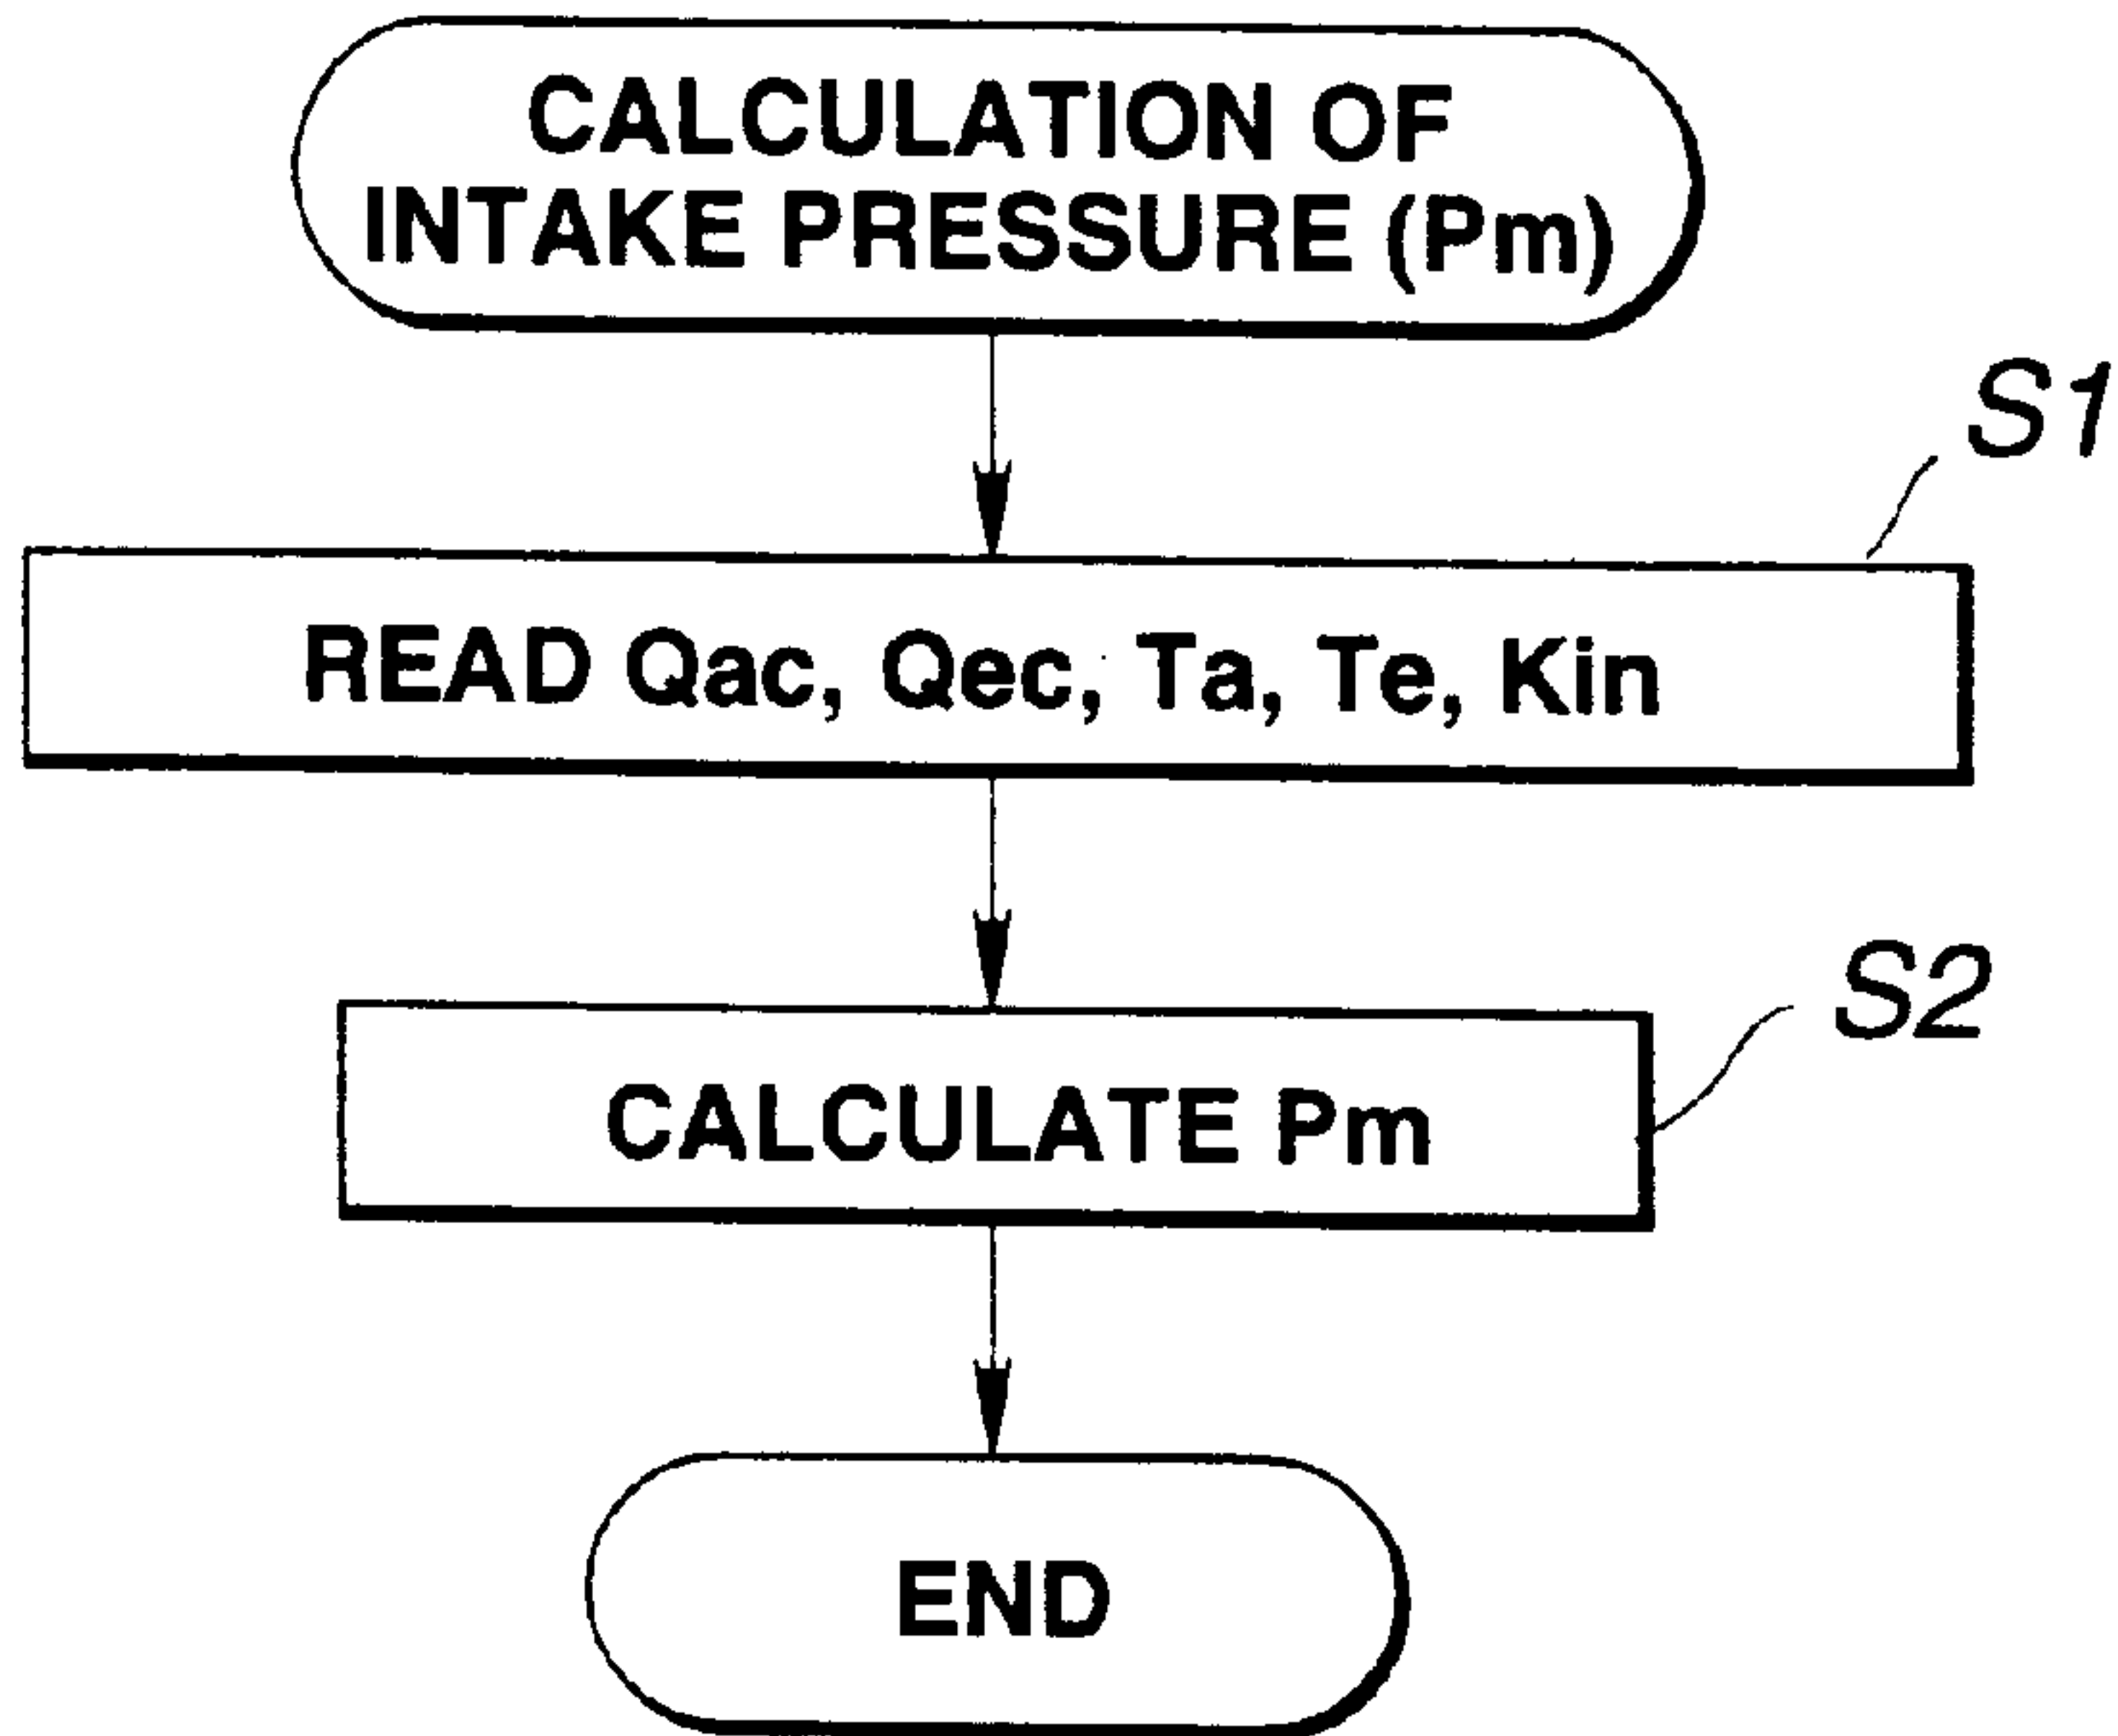 CALCULATION OF
INTAKE PRESSURE (Pm)
S1
READ Qac, Qec, Ta, Te, Kin
S2
CALCULATE Pm
END